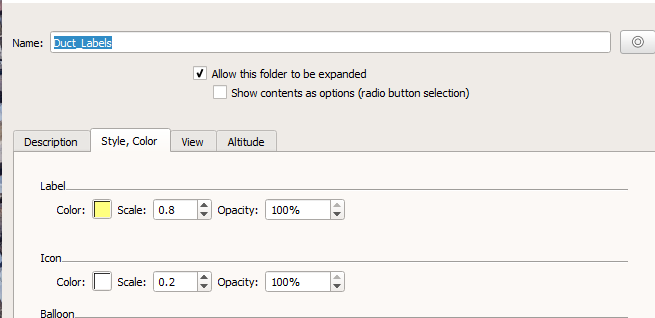 Name: Duct_Labels
Allow this folder to be expanded
Show contents as options (radio button selection)
Description Style, Color View Altitude
Label
Color: Scale: 0.8 Opacity: 100%
Icon
Color: Scale: 0.2 Opacity: 100%
Balloon